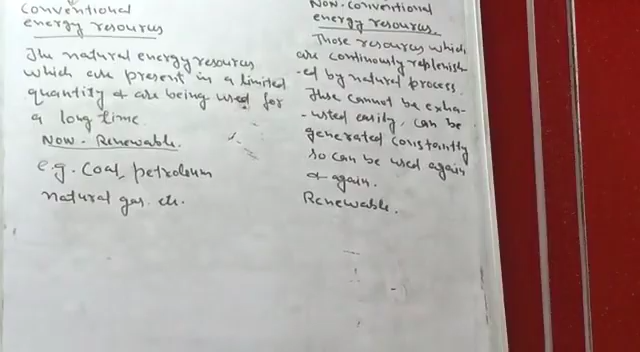 Conventional
energy resources
The natural energy resources
which are present in a limited
quantity & are being used for
a long time.
Non-Renewable.
e.g. Coal, petroleum
natural gas etc.
Non-Conventional
energy resources.
Those resources which
are continously replenish
-ed by natural process.
These cannot be exha-
-usted easily, can be
generated constantly
so can be used again
& again.
Renewable.